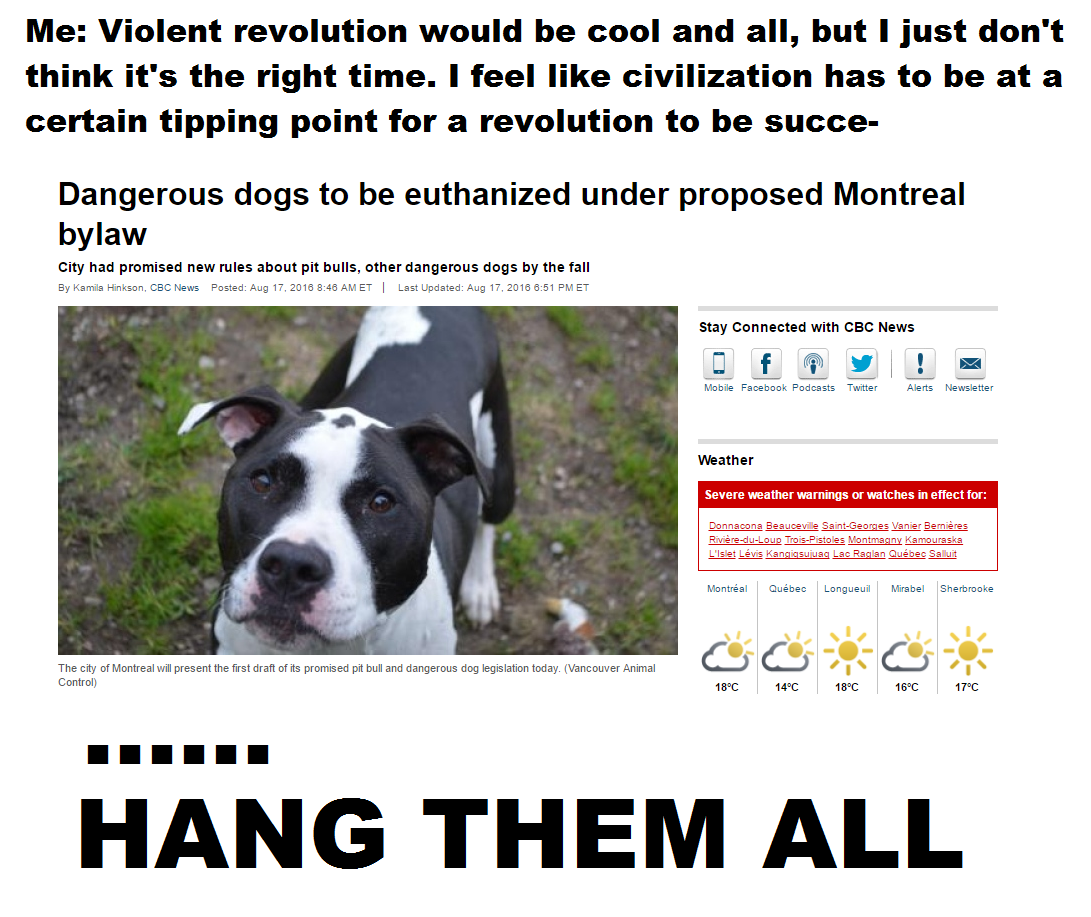 Me: Violent revolution would be cool and all, but I just don't
think it's the right time. I feel like civilization has to be at a
certain tipping point for a revolution to be succe-
Dangerous dogs to be euthanized under proposed Montreal
bylaw
City had promised new rules about pit bulls, other dangerous dogs by the fall
By Kamila Hinkson, CBC News Posted: Aug 17, 2016 8:46 AM ET | Last Updated: Aug 17, 2016 6:51 PM ET
Stay Connected with CBC News
Mobile Facebook Podcasts Twitter Alerts Newsletter
Weather
Severe weather warnings or watches in effect for:
Donnacona Beauceville Saint-Georges Vanier Bernières
Rivière-du-Loup Trois-Pistoles Montmagny Kamouraska
L'Islet Lévis Kangiqsujuaq Lac Raglan Québec Salluit
Montréal Québec Longueuil Mirabel Sherbrooke
18°C 14°C 18°C 16°C 17°C
The city of Montreal will present the first draft of its promised pit bull and dangerous dog legislation today. (Vancouver Animal
Control)
......
HANG THEM ALL